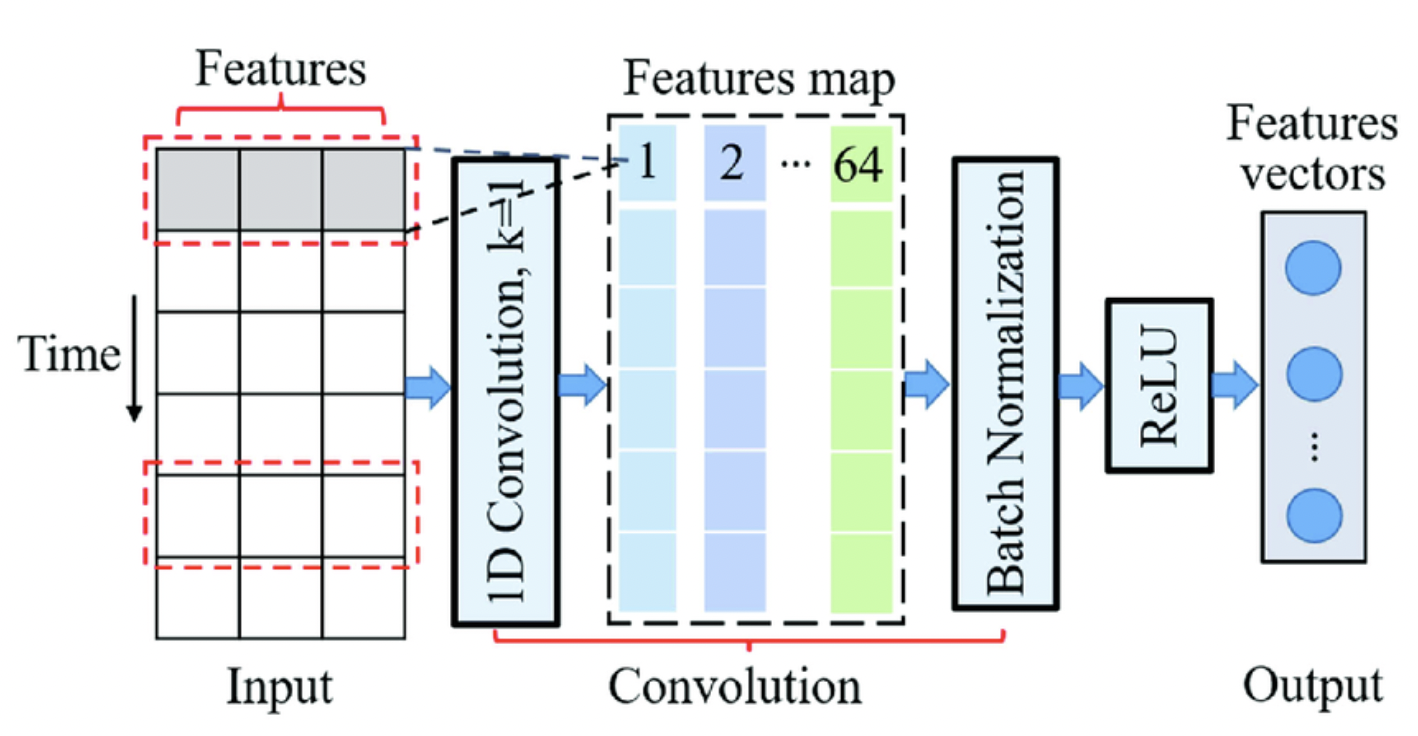 Features
Features map
Features
vectors
1
2
...
64
Time
1D Convolution, k=1
Batch Normalization
ReLU
...
Input
Convolution
Output